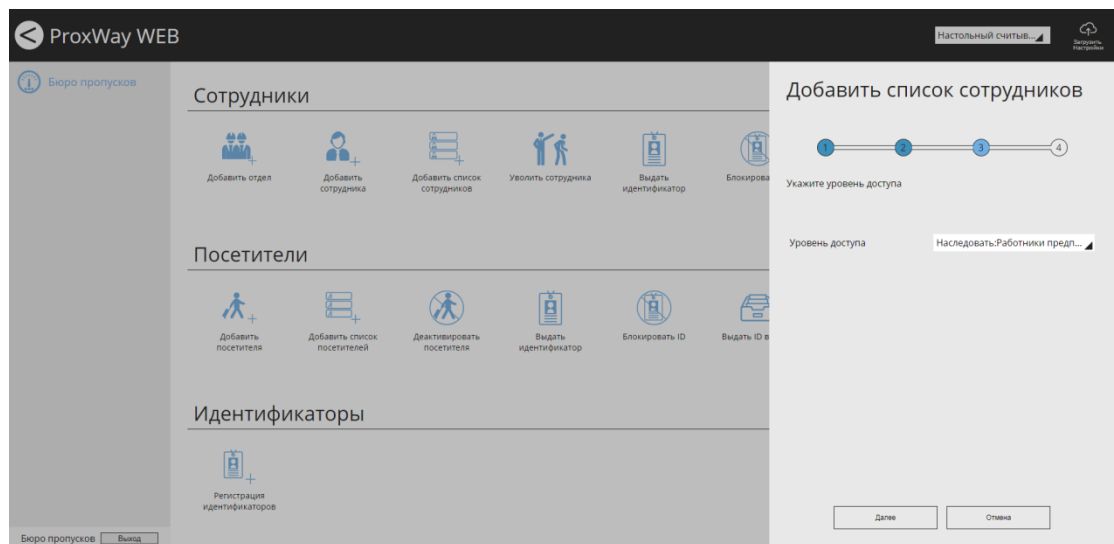 ProxWay WEB
Настольный считыв...
Загрузить
Настройки
Бюро пропусков
Сотрудники
Добавить отдел
Добавить
сотрудника
Добавить список
сотрудников
Уволить сотрудника
Выдать
идентификатор
Блокирова
Посетители
Добавить
посетителя
Добавить список
посетителей
Деактивировать
посетителя
Выдать
идентификатор
Блокировать ID
Выдать ID в
Идентификаторы
Регистрация
идентификаторов
Добавить список сотрудников
1 2 3 4
Укажите уровень доступа
Уровень доступа
Наследовать:Работники предп...
Далее
Отмена
Бюро пропусков
Выход